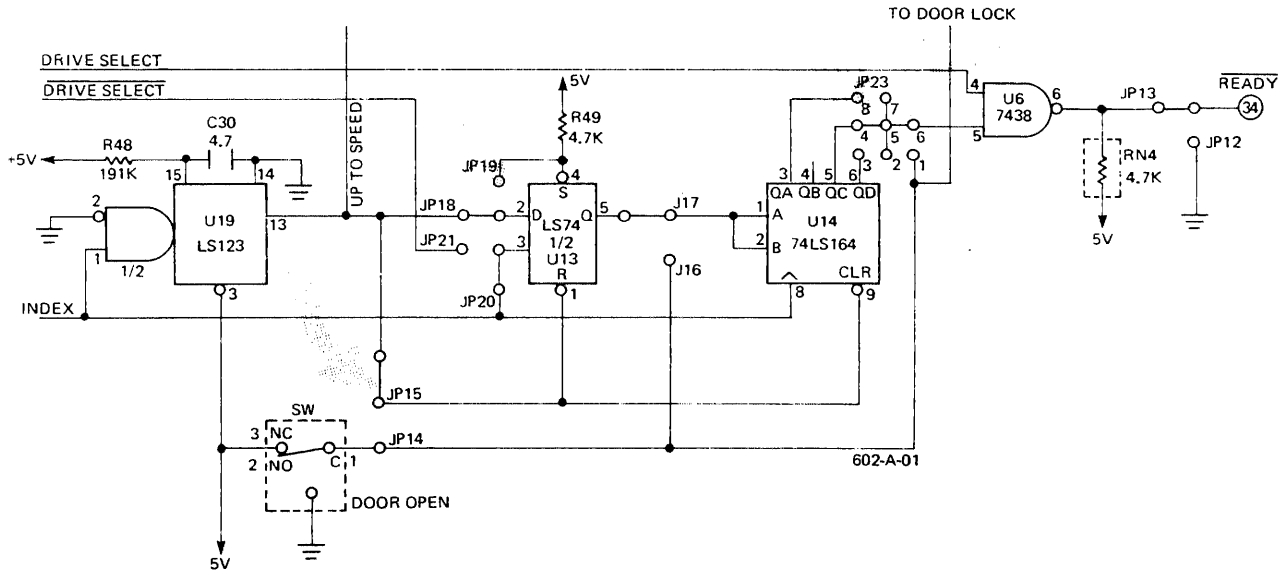 TO DOOR LOCK
DRIVE SELECT
DRIVE SELECT
5V
JP23
READY
4
U6
7438
6
JP13
34
5
8
7
4
5
6
3
2
1
JP12
RN4
4.7K
5V
C30
4.7
R48
191K
+5V
15
14
UP TO SPEED
R49
4.7K
JP19
4
S
3
4
5
6
QA
QB
QC
QD
2
U19
LS123
13
JP18
2
D
LS74
Q
5
J17
1
A
U14
74LS164
1
1/2
JP21
3
1/2
U13
2
B
R
J16
CLR
3
JP20
1
8
9
INDEX
JP15
SW
3
NC
JP14
2
NO
C
1
602-A-01
DOOR OPEN
5V